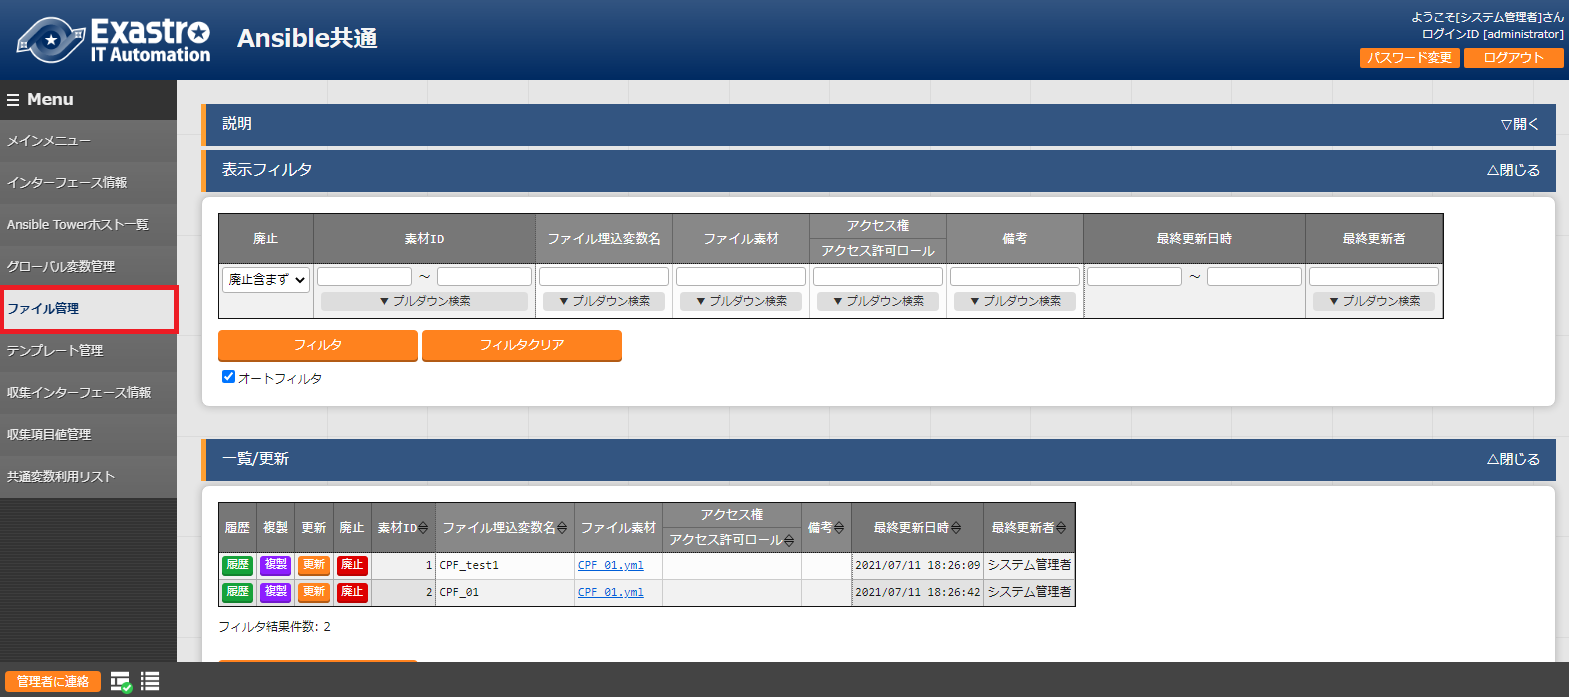 Exastro
IT Automation
Ansible共通
ようこそ[システム管理者]さん
ログインID [administrator]
パスワード変更 ログアウト
Menu
メインメニュー
インターフェース情報
Ansible Towerホスト一覧
グローバル変数管理
ファイル管理
テンプレート管理
収集インターフェース情報
収集項目値管理
共通変数利用リスト
説明 ▽開く
表示フィルタ △閉じる
廃止 素材ID ファイル埋込変数名 ファイル素材 アクセス権 備考 最終更新日時 最終更新者
アクセス許可ロール
廃止含まず ～ ～
▼ プルダウン検索 ▼ プルダウン検索 ▼ プルダウン検索 ▼ プルダウン検索 ▼ プルダウン検索 ▼ プルダウン検索
フィルタ フィルタクリア
オートフィルタ
一覧/更新 △閉じる
履歴 複製 更新 廃止 素材ID ファイル埋込変数名 ファイル素材 アクセス権 備考 最終更新日時 最終更新者
アクセス許可ロール
履歴 複製 更新 廃止 1 CPF_test1 CPF_01.yml 2021/07/11 18:26:09 システム管理者
履歴 複製 更新 廃止 2 CPF_01 CPF_01.yml 2021/07/11 18:26:42 システム管理者
フィルタ結果件数: 2
管理者に連絡